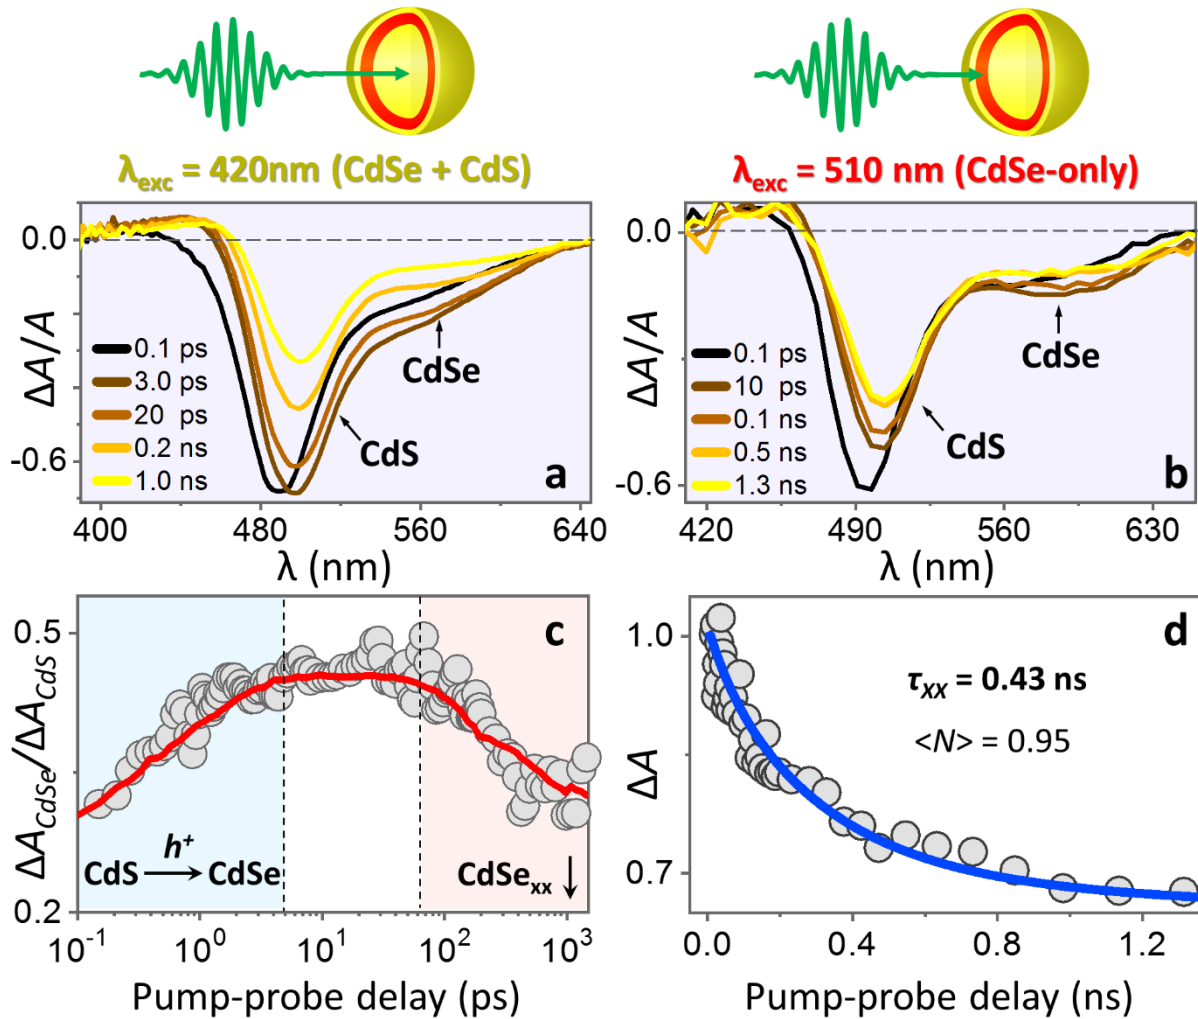 λexc = 420nm (CdSe + CdS)
λexc = 510 nm (CdSe-only)
0.0
-0.6
ΔA/A
0.1 ps
3.0 ps
20 ps
0.2 ns
1.0 ns
CdSe
CdS
a
400
480
560
640
λ (nm)
0.0
-0.6
ΔA/A
0.1 ps
10 ps
0.1 ns
0.5 ns
1.3 ns
CdSe
CdS
b
420
490
560
630
λ (nm)
0.5
0.2
ΔACdSe/ΔACdS
c
CdS h+ CdSe
CdSexx
10-1
100
101
102
103
Pump-probe delay (ps)
1.0
0.7
ΔA
d
τXX = 0.43 ns
<N> = 0.95
0.0
0.4
0.8
1.2
Pump-probe delay (ns)